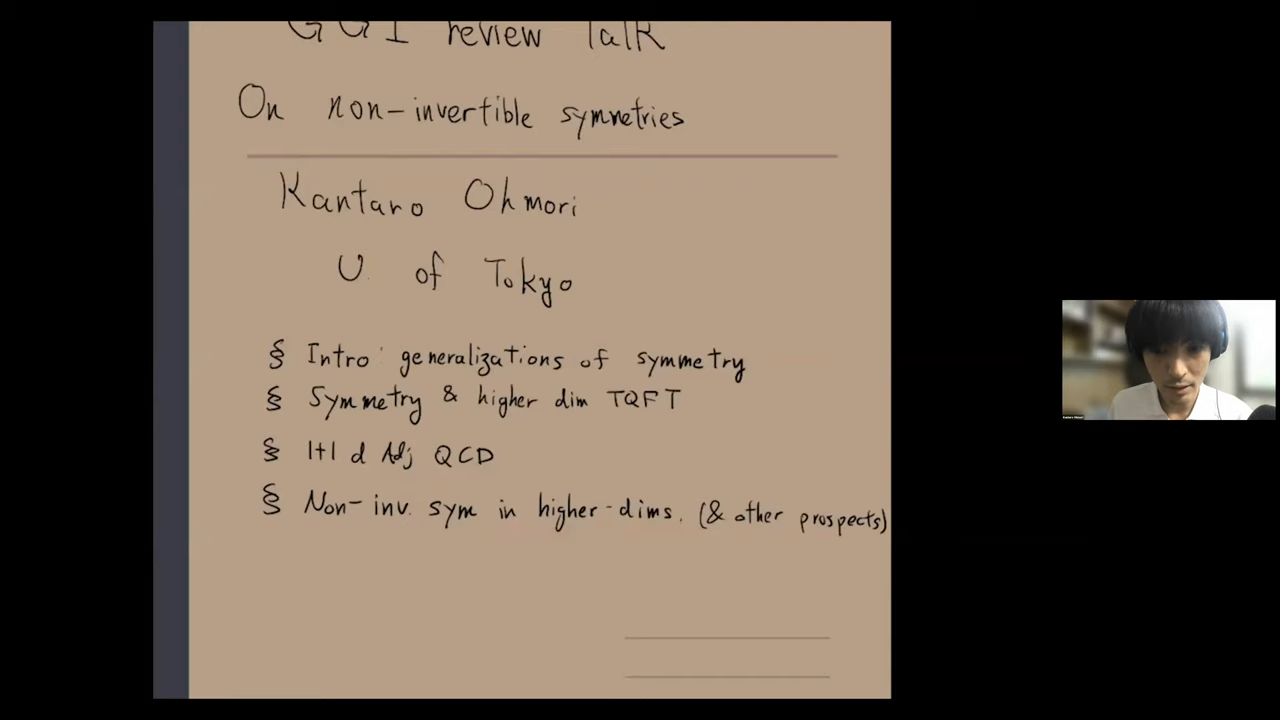 GGI review Talk
On non-invertible symmetries
Kantaro Ohmori
U. of Tokyo
§ Intro: generalizations of symmetry
§ Symmetry & higher dim TQFT
§ 1+1 d Adj QCD
§ Non-inv. sym in higher-dims. (& other prospects)